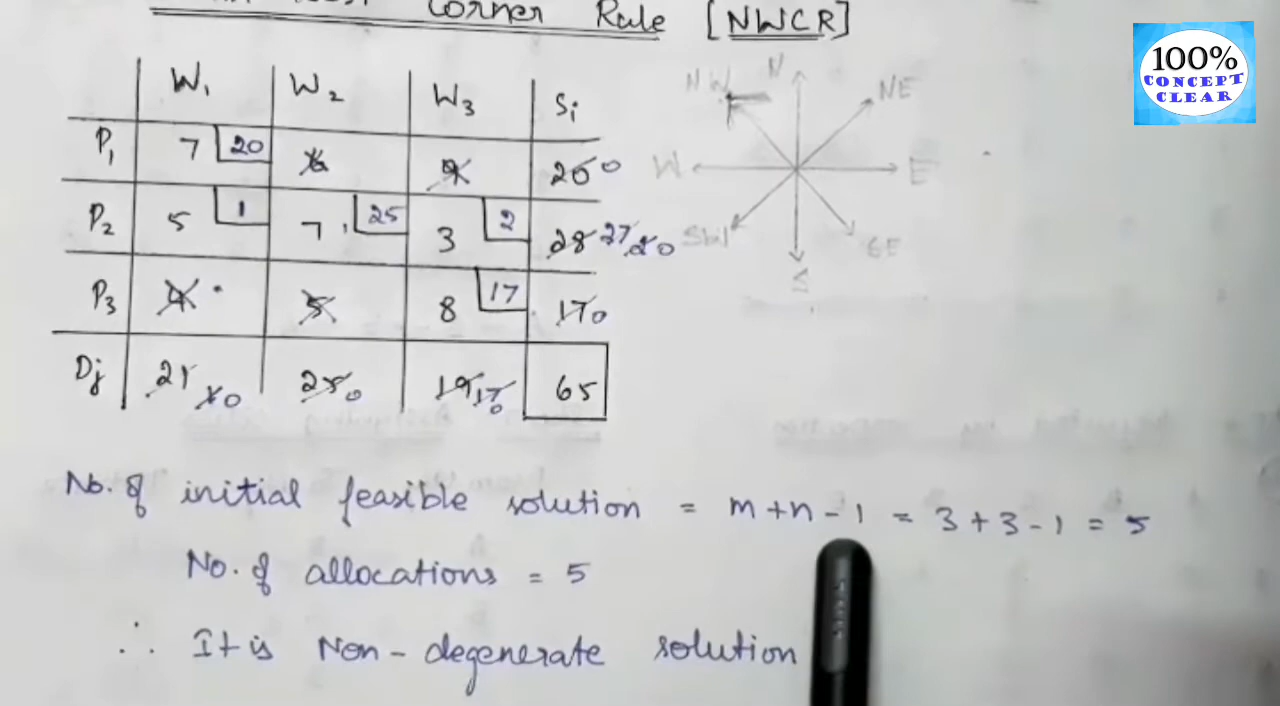 Corner Rule [NWCR]
100%
CONCEPT
CLEAR
W₁ W₂ W₃ Si
P₁ 7 20 6 9 20 0
P₂ 5 1 7 25 3 2 28 27 2 0
P₃ 4 5 8 17 17 0
Dj 21 1 0 25 0 19 17 0 65
N
NW NE
W E
SW SE
S
No. of initial feasible solution = m+n-1 = 3+3-1 = 5
No. of allocations = 5
∴ It is Non-degenerate solution